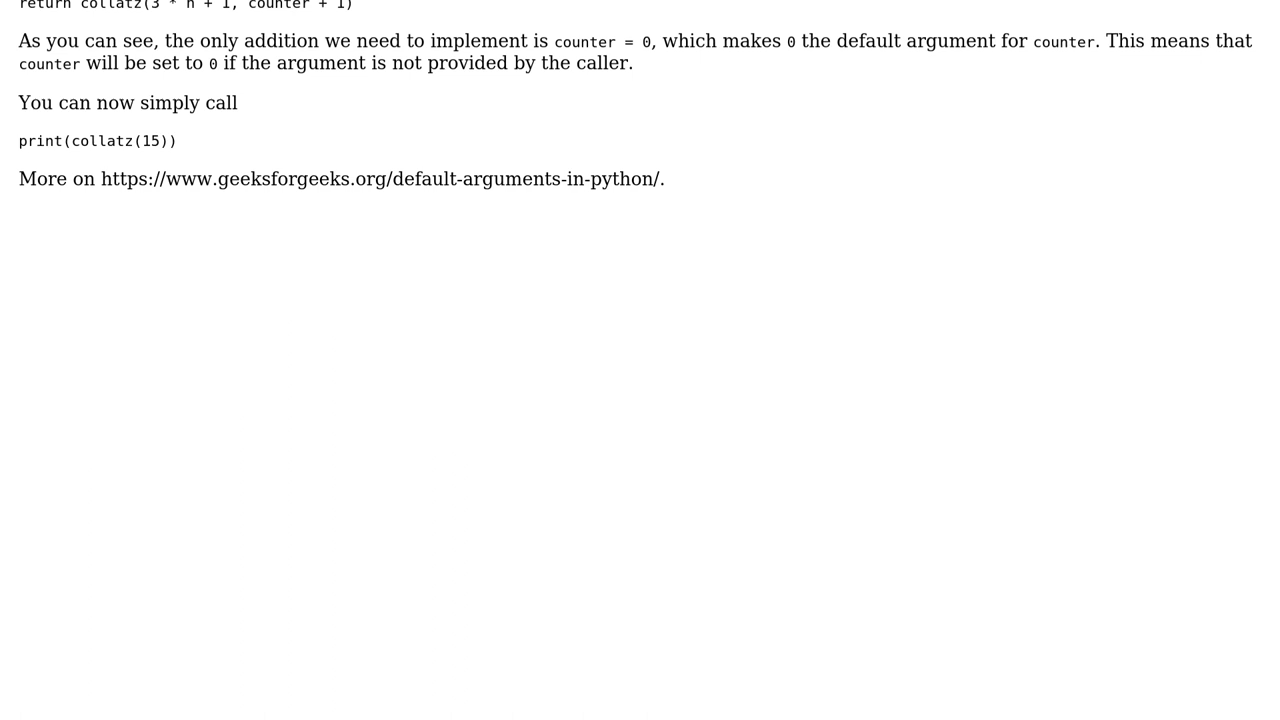 return collatz(3 * n + 1, counter + 1)
As you can see, the only addition we need to implement is counter = 0, which makes 0 the default argument for counter. This means that
counter will be set to 0 if the argument is not provided by the caller.
You can now simply call
print(collatz(15))
More on https://www.geeksforgeeks.org/default-arguments-in-python/.